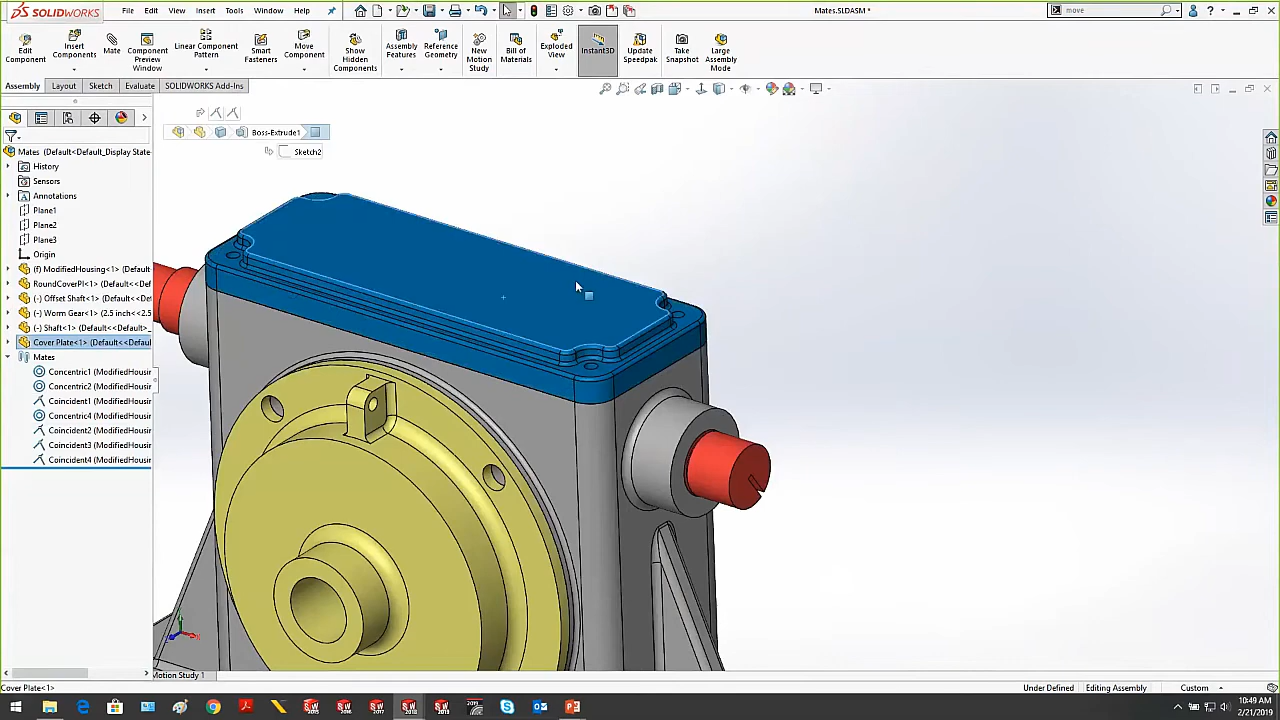 SOLIDWORKS
File Edit View Insert Tools Window Help
Mates.SLDASM *
move
Edit Component
Insert Components
Mate
Component Preview Window
Linear Component Pattern
Smart Fasteners
Move Component
Show Hidden Components
Assembly Features
Reference Geometry
New Motion Study
Bill of Materials
Exploded View
Instant3D
Update Speedpak
Take Snapshot
Large Assembly Mode
Assembly Layout Sketch Evaluate SOLIDWORKS Add-Ins
Boss-Extrude1
Sketch2
Mates (Default<Default_Display State
History
Sensors
Annotations
Plane1
Plane2
Plane3
Origin
(f) ModifiedHousing<1> (Default
RoundCoverPl<1> (Default<<Defa
(-) Offset Shaft<1> (Default<<Defa
(-) Worm Gear<1> (2.5 inch<<2.5
(-) Shaft<1> (Default<<Default>_
Cover Plate<1> (Default<<Defaul
Mates
Concentric1 (ModifiedHousin
Concentric2 (ModifiedHousin
Coincident1 (ModifiedHousin
Concentric4 (ModifiedHousin
Coincident2 (ModifiedHousin
Coincident3 (ModifiedHousin
Coincident4 (ModifiedHousin
Motion Study 1
Cover Plate<1>
Under Defined Editing Assembly Custom
10:49 AM
2/21/2019